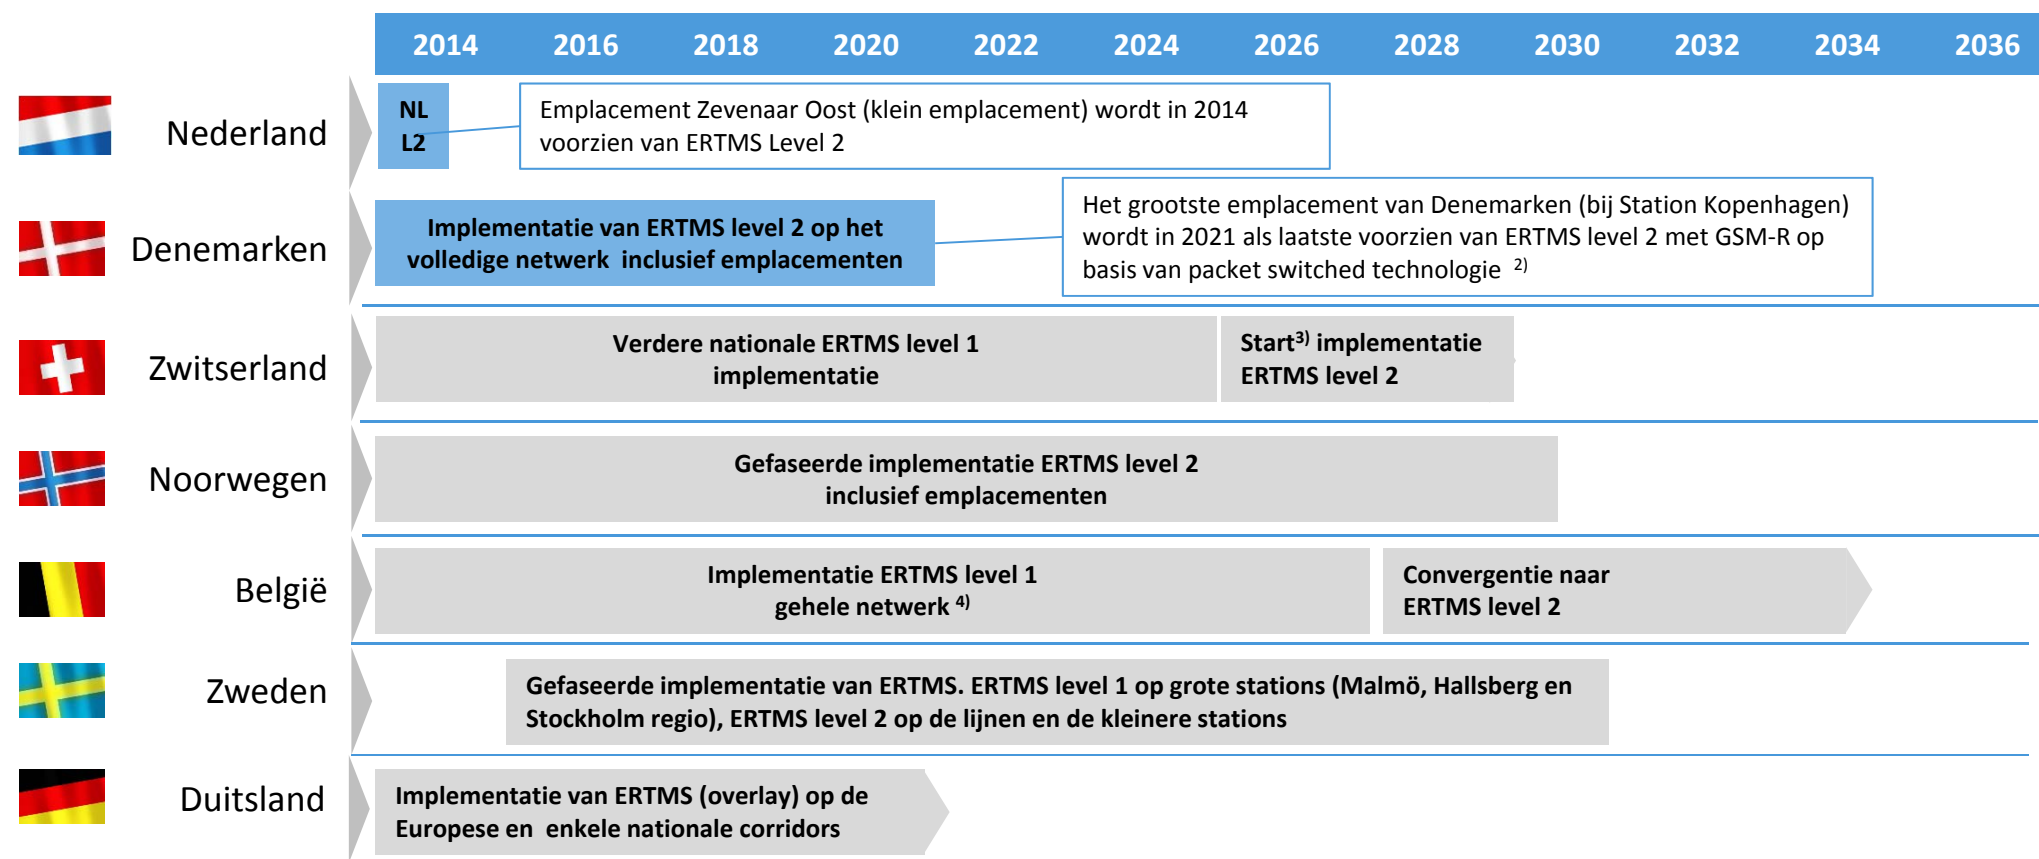 2014 2016 2018 2020 2022 2024 2026 2028 2030 2032 2034 2036
Nederland
NL
L2
Emplacement Zevenaar Oost (klein emplacement) wordt in 2014
voorzien van ERTMS Level 2
Denemarken
Implementatie van ERTMS level 2 op het
volledige netwerk inclusief emplacementen
Het grootste emplacement van Denemarken (bij Station Kopenhagen)
wordt in 2021 als laatste voorzien van ERTMS level 2 met GSM-R op
basis van packet switched technologie 2)
Zwitserland
Verdere nationale ERTMS level 1
implementatie
Start3) implementatie
ERTMS level 2
Noorwegen
Gefaseerde implementatie ERTMS level 2
inclusief emplacementen
België
Implementatie ERTMS level 1
gehele netwerk 4)
Convergentie naar
ERTMS level 2
Zweden
Gefaseerde implementatie van ERTMS. ERTMS level 1 op grote stations (Malmö, Hallsberg en
Stockholm regio), ERTMS level 2 op de lijnen en de kleinere stations
Duitsland
Implementatie van ERTMS (overlay) op de
Europese en enkele nationale corridors